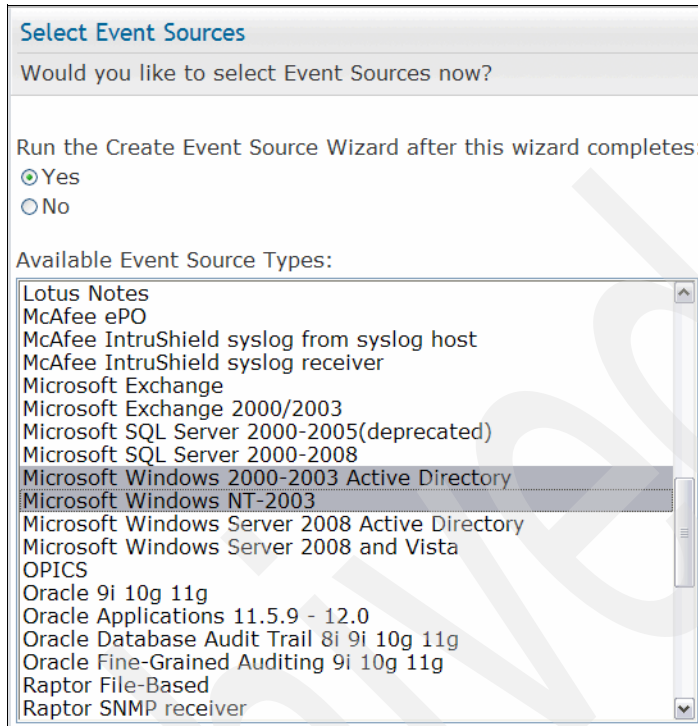 Select Event Sources
Would you like to select Event Sources now?
Run the Create Event Source Wizard after this wizard completes:
Yes
No
Available Event Source Types:
Lotus Notes
McAfee ePO
McAfee IntruShield syslog from syslog host
McAfee IntruShield syslog receiver
Microsoft Exchange
Microsoft Exchange 2000/2003
Microsoft SQL Server 2000-2005(deprecated)
Microsoft SQL Server 2000-2008
Microsoft Windows 2000-2003 Active Directory
Microsoft Windows NT-2003
Microsoft Windows Server 2008 Active Directory
Microsoft Windows Server 2008 and Vista
OPICS
Oracle 9i 10g 11g
Oracle Applications 11.5.9 - 12.0
Oracle Database Audit Trail 8i 9i 10g 11g
Oracle Fine-Grained Auditing 9i 10g 11g
Raptor File-Based
Raptor SNMP receiver